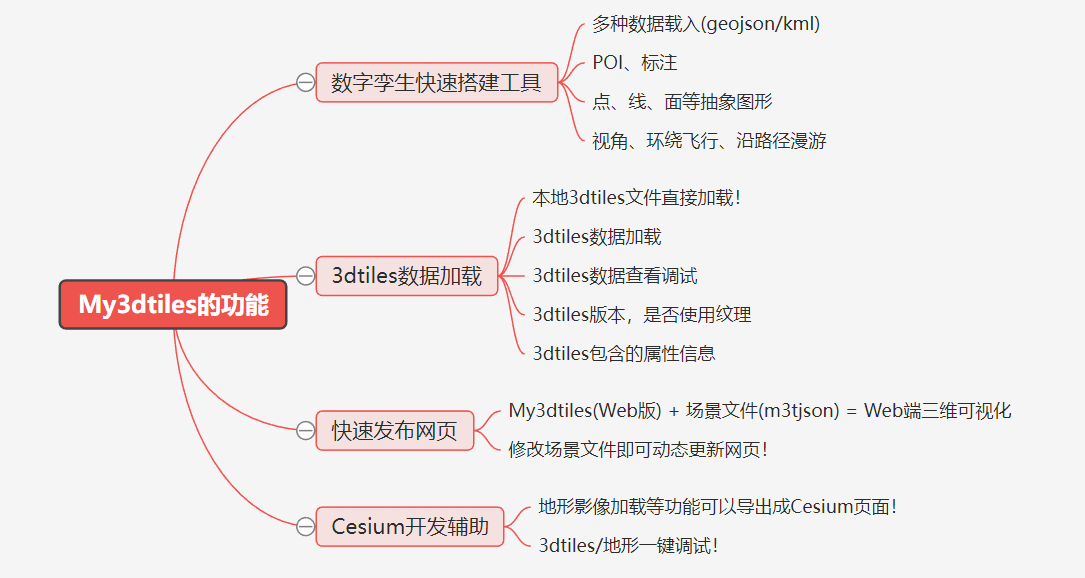 My3dtiles的功能
数字孪生快速搭建工具
多种数据载入(geojson/kml)
POI、标注
点、线、面等抽象图形
视角、环绕飞行、沿路径漫游
3dtiles数据加载
本地3dtiles文件直接加载!
3dtiles数据加载
3dtiles数据查看调试
3dtiles版本，是否使用纹理
3dtiles包含的属性信息
快速发布网页
My3dtiles(Web版) + 场景文件(m3tjson) = Web端三维可视化
修改场景文件即可动态更新网页!
Cesium开发辅助
地形影像加载等功能可以导出成Cesium页面!
3dtiles/地形一键调试!